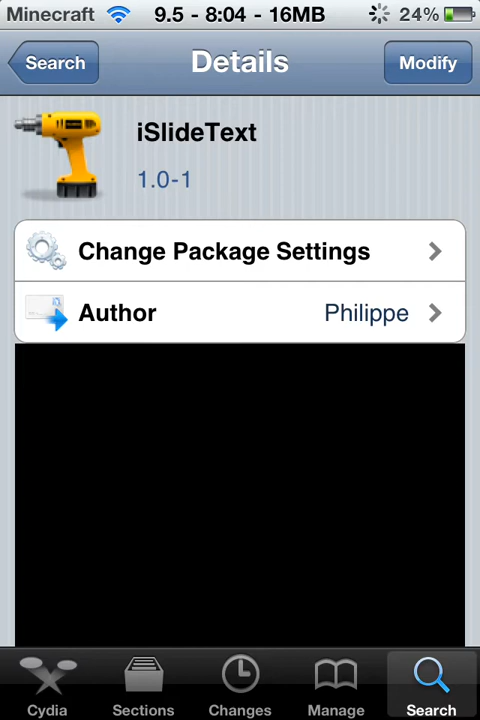 Minecraft 9.5 - 8:04 - 16MB 24%
Search Details Modify
iSlideText
1.0-1
Change Package Settings
Author Philippe
Cydia Sections Changes Manage Search